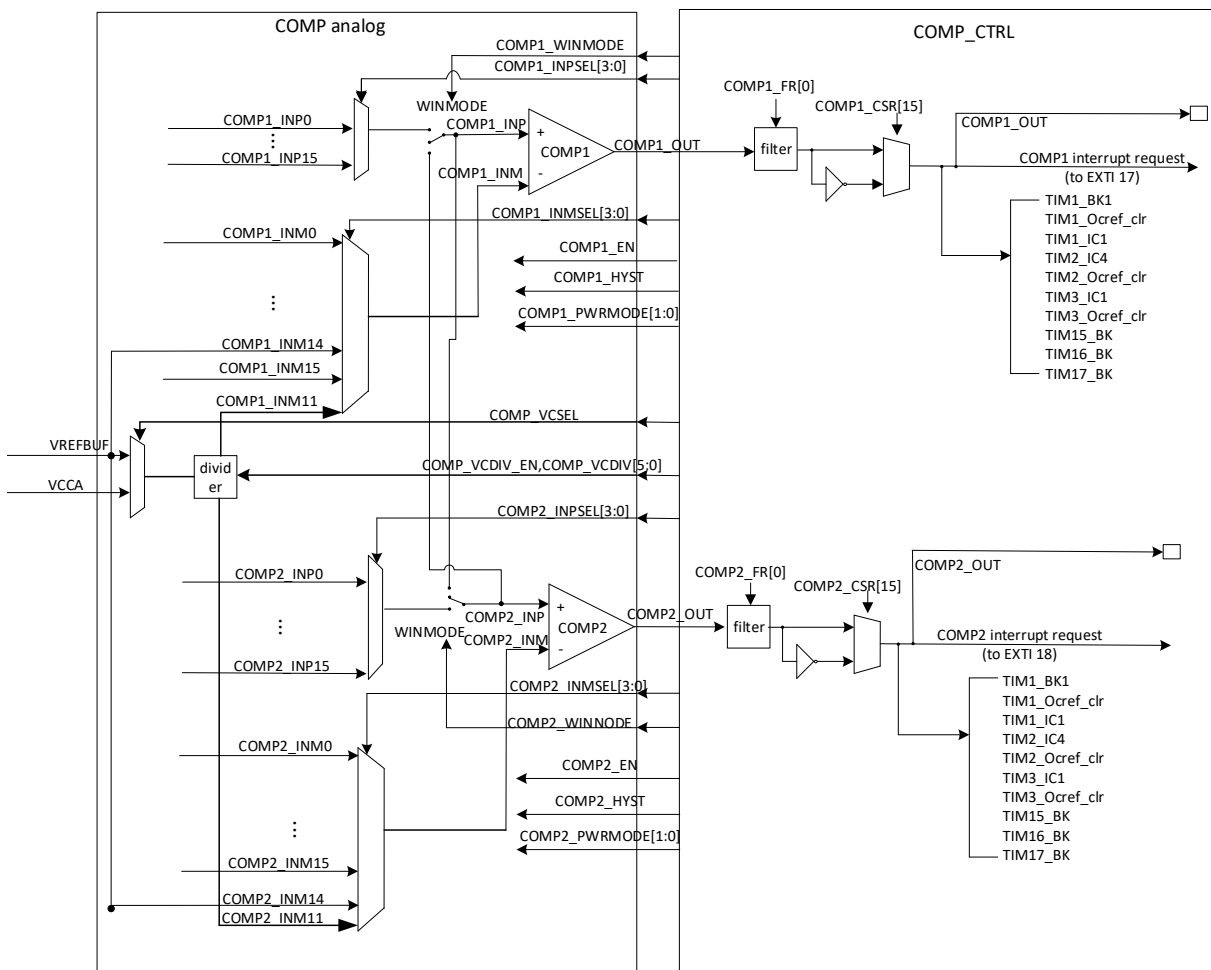 COMP analog
COMP_CTRL
COMP1_WINMODE
COMP1_INPSEL[3:0]
COMP1_FR[0]
COMP1_CSR[15]
WINMODE
COMP1_INP0
COMP1_INP
+
COMP1_OUT
COMP1_OUT
...
COMP1
filter
COMP1_INP15
-
COMP1 interrupt request
(to EXTI 17)
COMP1_INM
TIM1_BK1
TIM1_Ocref_clr
TIM1_IC1
TIM2_IC4
TIM2_Ocref_clr
TIM3_IC1
TIM3_Ocref_clr
TIM15_BK
TIM16_BK
TIM17_BK
COMP1_INMSEL[3:0]
COMP1_INM0
COMP1_EN
COMP1_HYST
...
COMP1_PWRMODE[1:0]
COMP1_INM14
COMP1_INM15
COMP1_INM11
COMP_VCSEL
VREFBUF
divid
er
COMP_VCDIV_EN,COMP_VCDIV[5;0]
VCCA
COMP2_INPSEL[3:0]
COMP2_INP0
COMP2_FR[0]
COMP2_CSR[15]
COMP2_OUT
...
+
COMP2_OUT
COMP2_INP
COMP2
filter
WINMODE
COMP2_INM
-
COMP2 interrupt request
(to EXTI 18)
COMP2_INP15
COMP2_INMSEL[3:0]
TIM1_BK1
TIM1_Ocref_clr
TIM1_IC1
TIM2_IC4
TIM2_Ocref_clr
TIM3_IC1
TIM3_Ocref_clr
TIM15_BK
TIM16_BK
TIM17_BK
COMP2_WINNODE
COMP2_INM0
COMP2_EN
COMP2_HYST
...
COMP2_PWRMODE[1:0]
COMP2_INM15
COMP2_INM14
COMP2_INM11